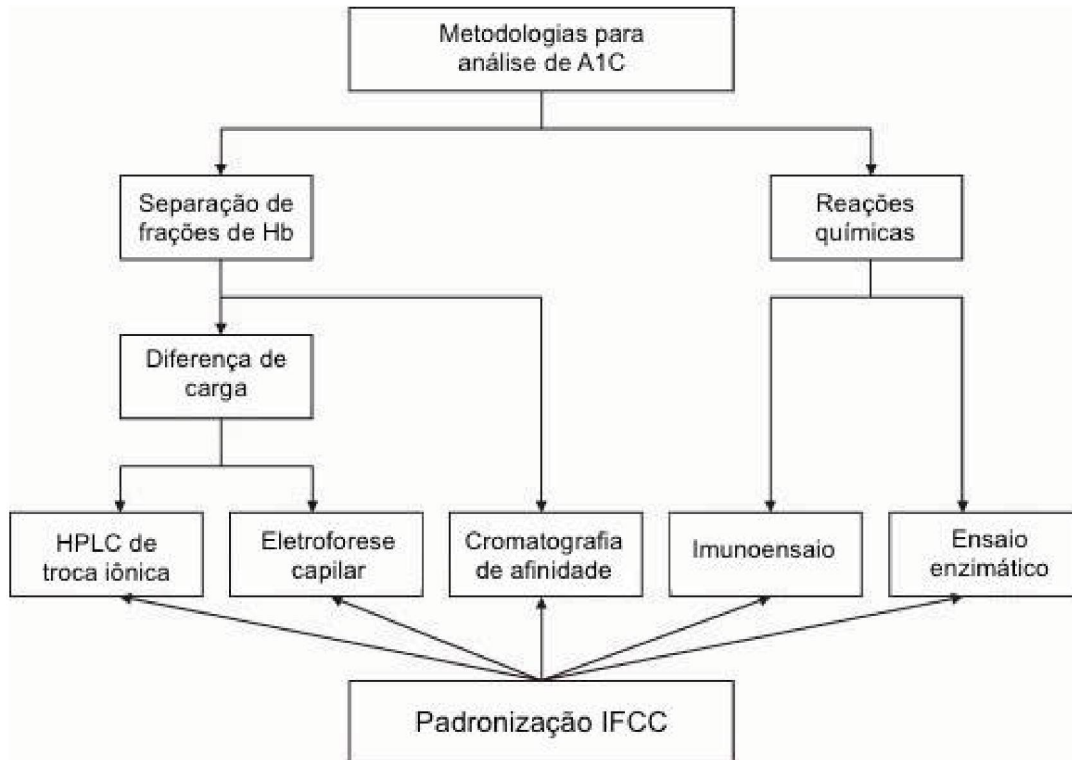 Metodologias para
análise de A1C
Separação de
frações de Hb
Reações
químicas
Diferença de
carga
HPLC de
troca iônica
Eletroforese
capilar
Cromatografia
de afinidade
Imunoensaio
Ensaio
enzimático
Padronização IFCC